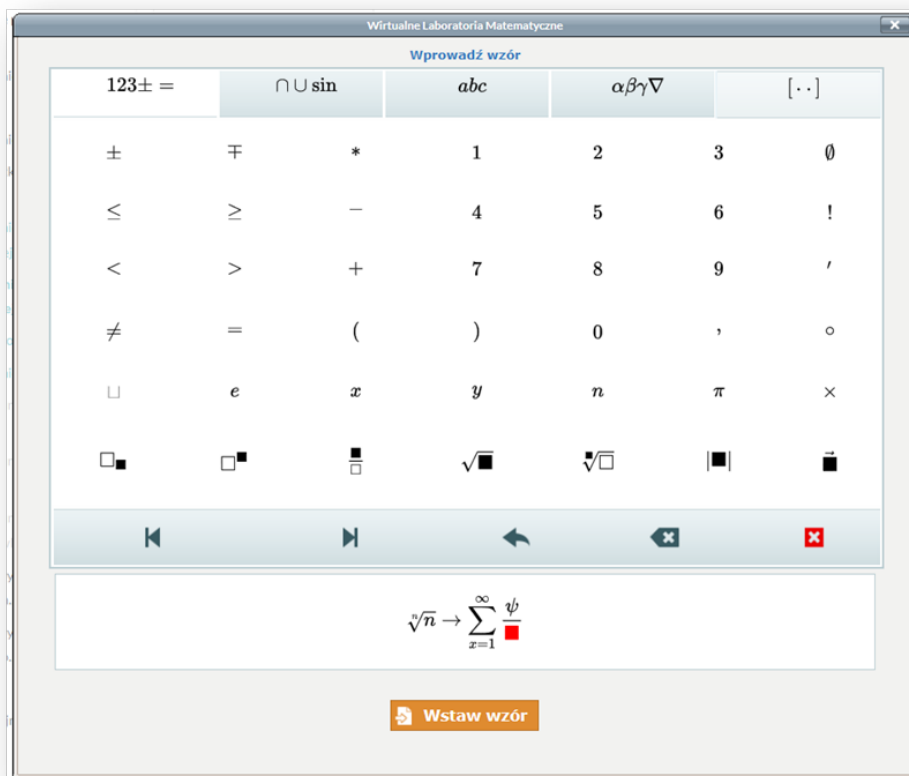 Wirtualne Laboratoria Matematyczne
Wprowadź wzór
123± = ∩ ∪ sin abc αβγ∇ [··]
± ∓ * 1 2 3 ∅
≤ ≥ − 4 5 6 !
< > + 7 8 9 ′
≠ = ( ) 0 , ∘
⊔ e x y n π ×
□■ □■ ■/□ √■ ■√□ |■| ■⃗
ⁿ√n → ∑_{x=1}^{∞} ψ/■
Wstaw wzór